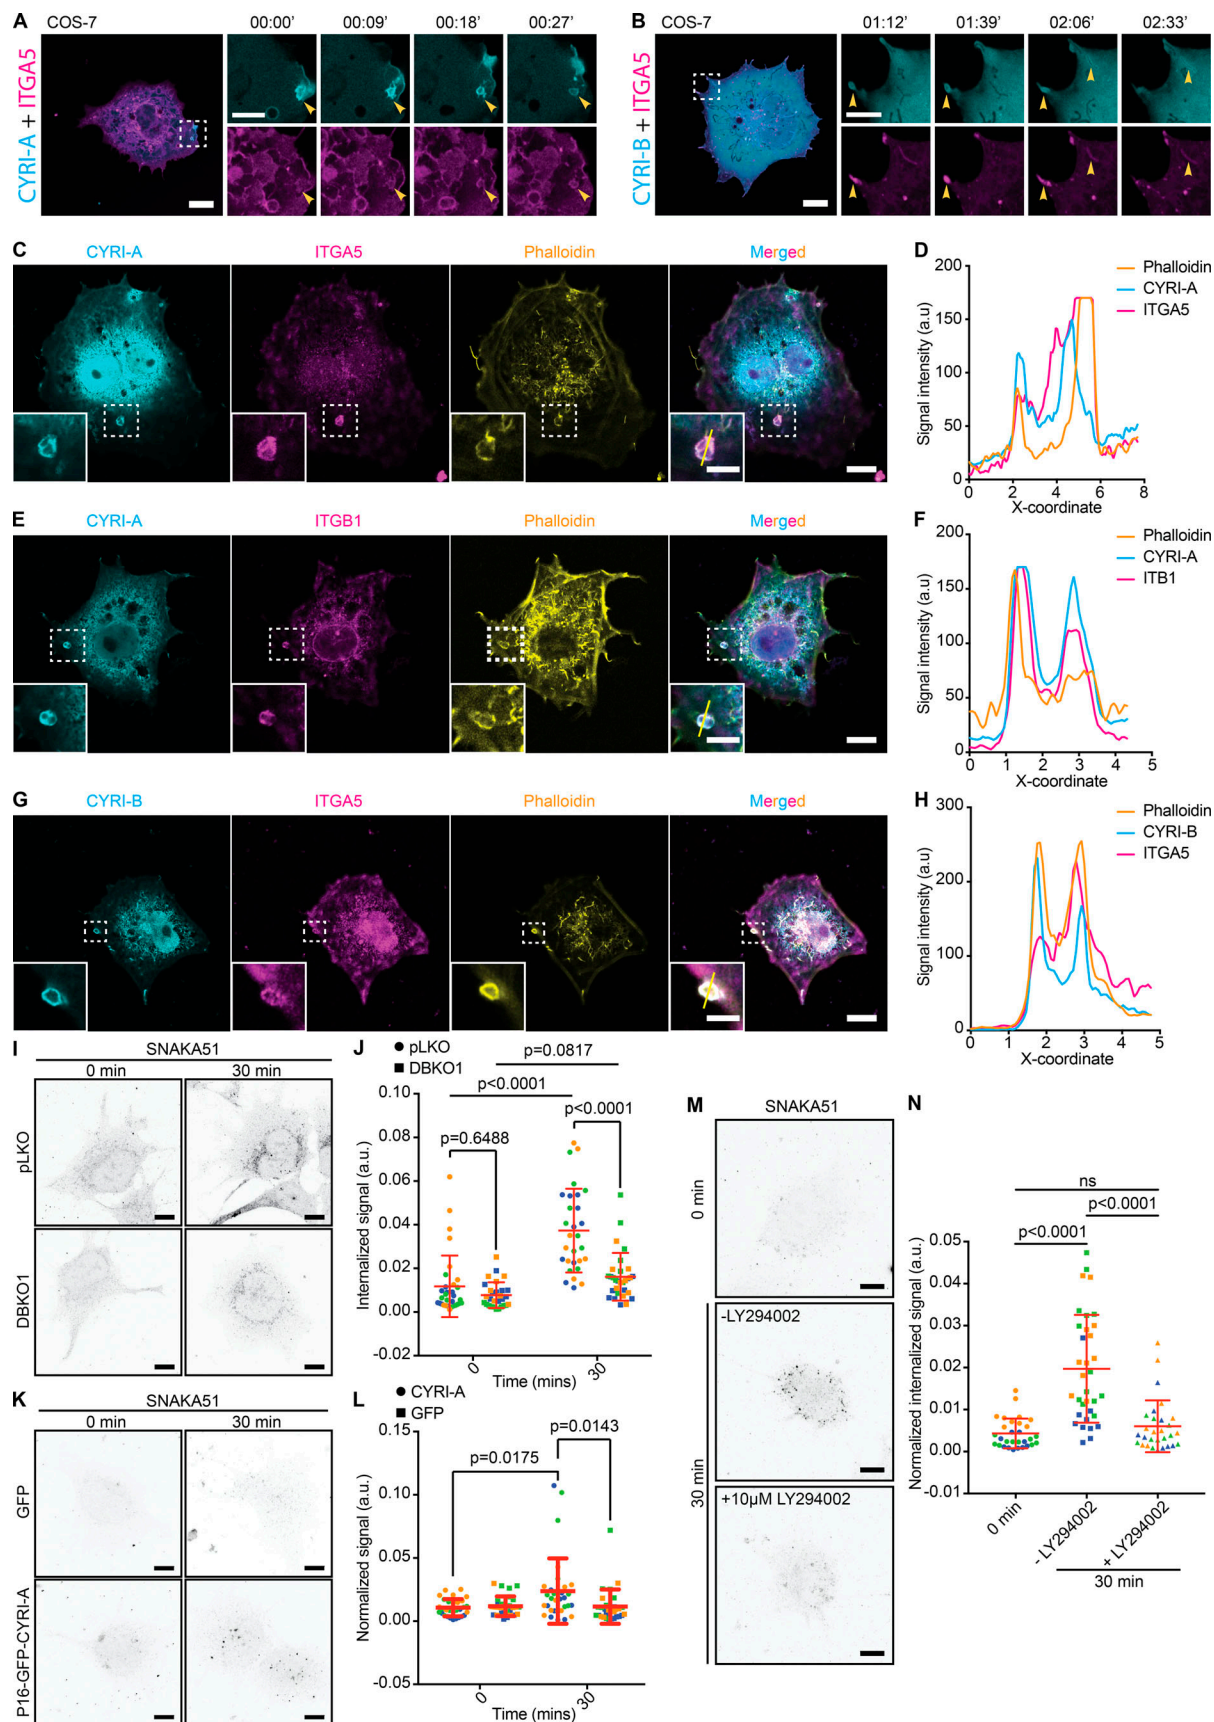 A
COS-7
00:00'
00:09'
00:18'
00:27'
CYRI-A + ITGA5
B
COS-7
01:12'
01:39'
02:06'
02:33'
CYRI-B + ITGA5
C
CYRI-A
ITGA5
Phalloidin
Merged
D
200
150
100
50
0
Signal intensity (a.u)
0 2 4 6 8
X-coordinate
Phalloidin
CYRI-A
ITGA5
E
CYRI-A
ITGB1
Phalloidin
Merged
F
200
150
100
50
0
Signal intensity (a.u)
0 1 2 3 4 5
X-coordinate
Phalloidin
CYRI-A
ITB1
G
CYRI-B
ITGA5
Phalloidin
Merged
H
300
200
100
0
Signal intensity (a.u)
0 1 2 3 4 5
X-coordinate
Phalloidin
CYRI-B
ITGA5
I
SNAKA51
0 min
30 min
pLKO
DBKO1
J
pLKO
DBKO1
p=0.0817
p<0.0001
p<0.0001
p=0.6488
0.10
0.08
0.06
0.04
0.02
0.00
-0.02
Internalized signal (a.u.)
0
30
Time (mins)
K
SNAKA51
0 min
30 min
GFP
P16-GFP-CYRI-A
L
CYRI-A
GFP
p=0.0143
p=0.0175
0.15
0.10
0.05
0.00
-0.05
Normalized signal (a.u.)
0
30
Time (mins)
M
SNAKA51
0 min
30 min
-LY294002
+10µM LY294002
N
ns
p<0.0001
p<0.0001
0.05
0.04
0.03
0.02
0.01
0.00
-0.01
Normalized internalized signal (a.u.)
0 min
- LY294002
+ LY294002
30 min